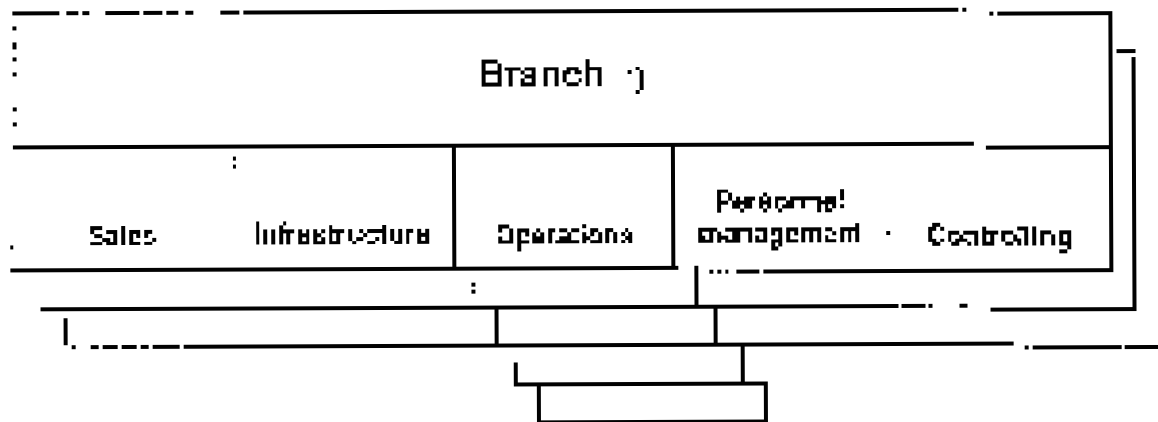 Branch
Sales
Infrastructure
Operations
Personnel
management
Controlling